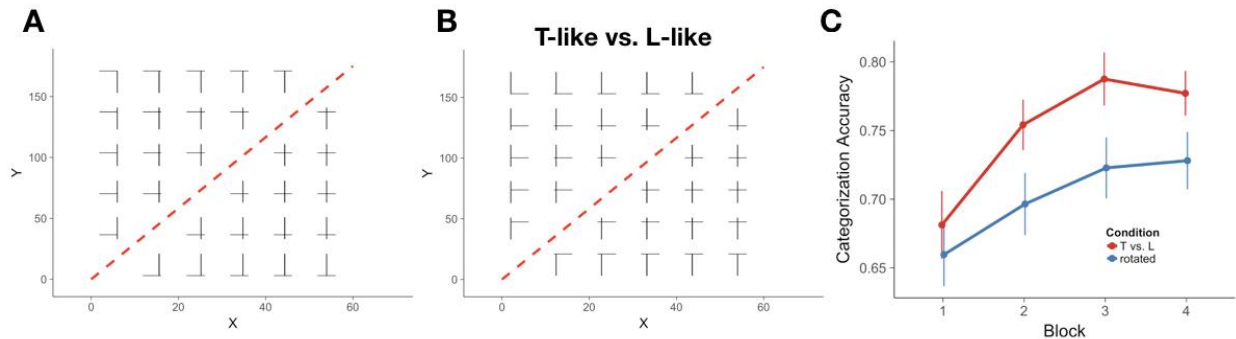 A
Y
150
100
50
0
0 20 40 60
X
B
T-like vs. L-like
Y
150
100
50
0
0 20 40 60
X
C
Categorization Accuracy
0.80
0.75
0.70
0.65
Condition
T vs. L
rotated
1 2 3 4
Block